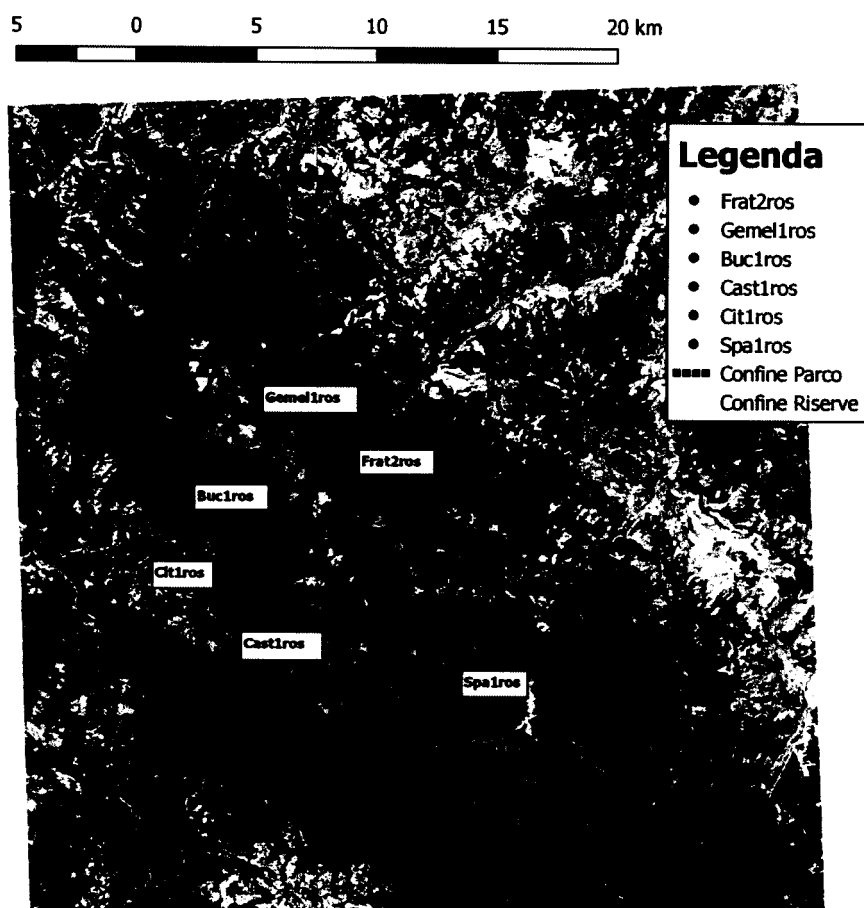 5 0 5 10 15 20 km
Legenda
Frat2ros
Gemel1ros
Buc1ros
Cast1ros
Cit1ros
Spa1ros
Confine Parco
Confine Riserve
Gemel1ros
Frat2ros
Buc1ros
Cit1ros
Cast1ros
Spa1ros